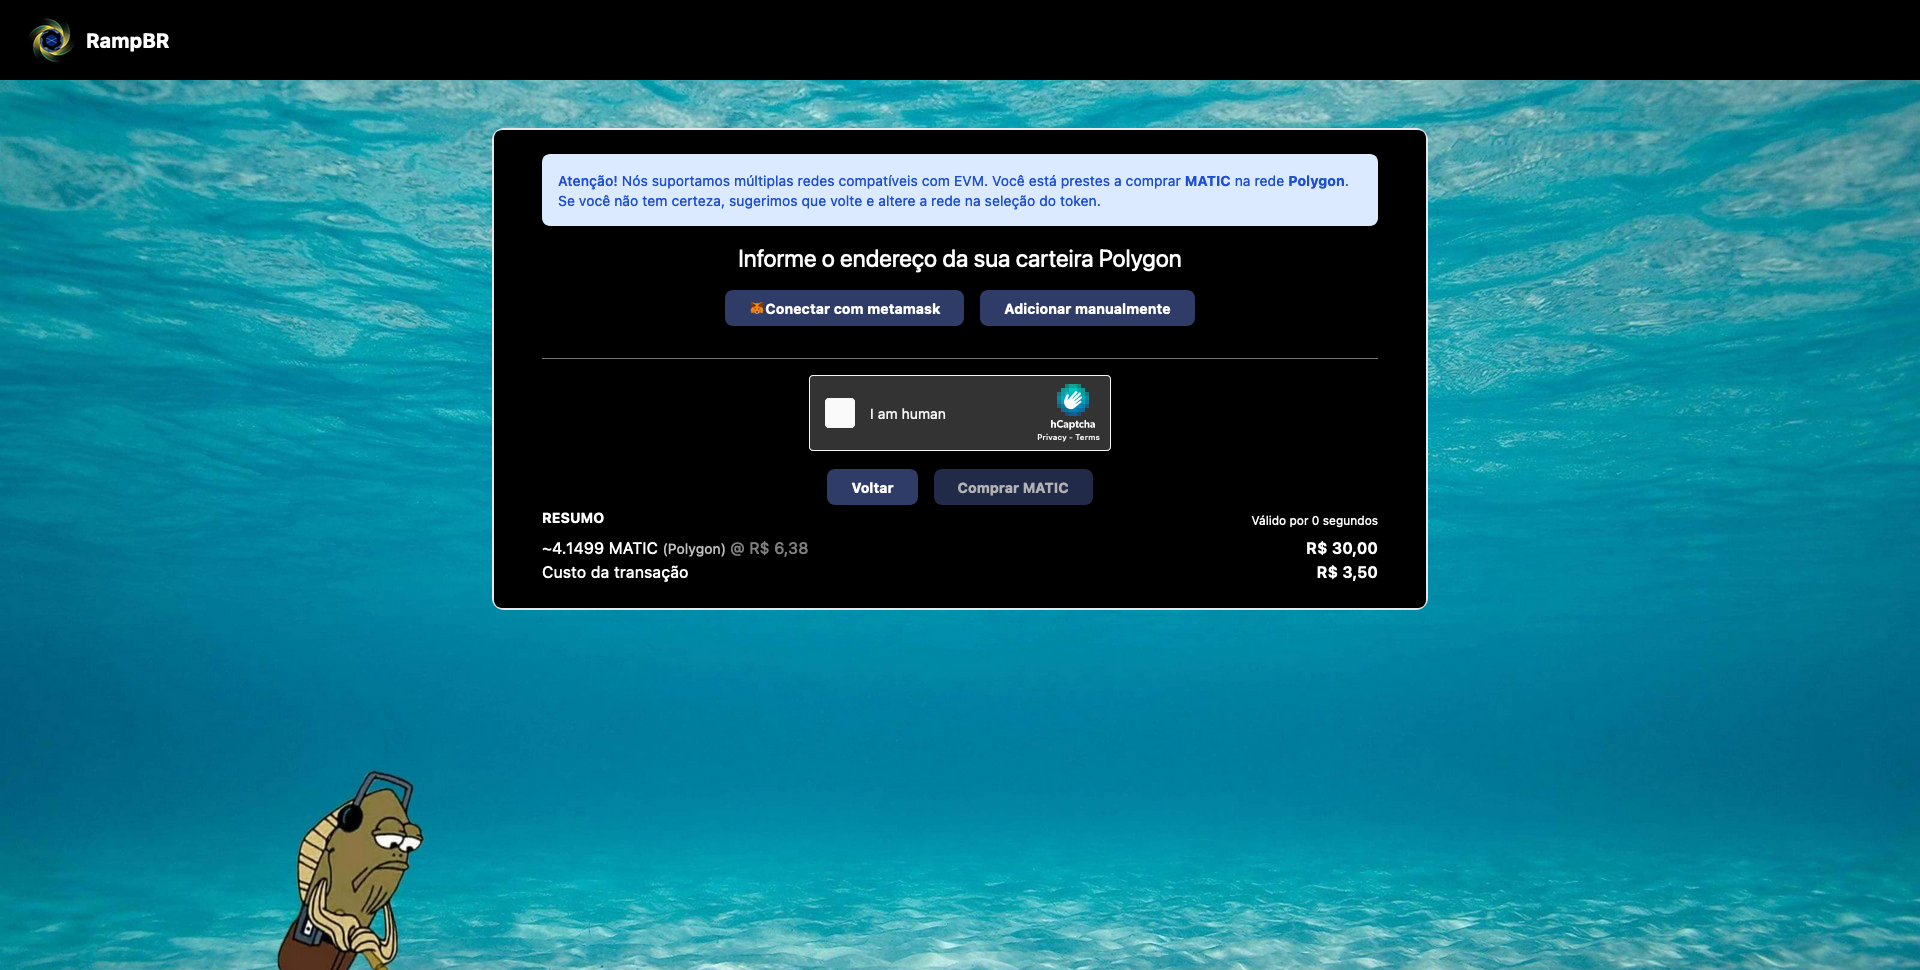 RampBR
Atenção! Nós suportamos múltiplas redes compatíveis com EVM. Você está prestes a comprar MATIC na rede Polygon.
Se você não tem certeza, sugerimos que volte e altere a rede na seleção do token.
Informe o endereço da sua carteira Polygon
Conectar com metamask
Adicionar manualmente
I am human
hCaptcha
Privacy - Terms
Voltar
Comprar MATIC
RESUMO
Válido por 0 segundos
~4.1499 MATIC (Polygon) @ R$ 6,38
R$ 30,00
Custo da transação
R$ 3,50